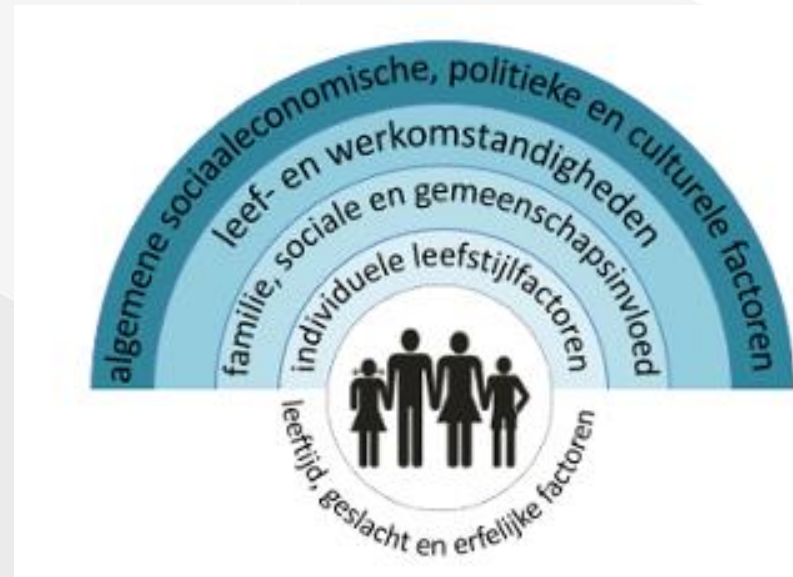 algemene sociaaleconomische, politieke en culturele factoren
leef- en werkomstandigheden
familie, sociale en gemeenschapsinvloed
individuele leefstijlfactoren
leeftijd, geslacht en erfelijke factoren